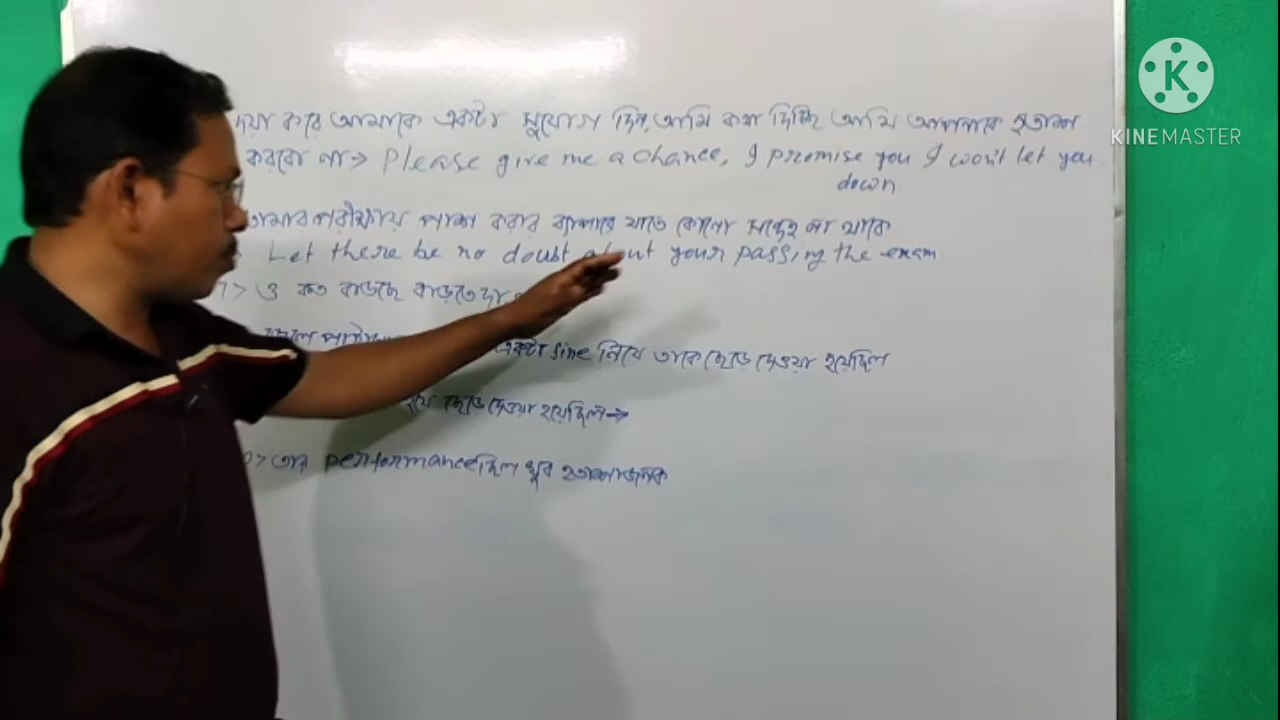 দয়া করে আমাকে একটা সুযোগ দিন, আমি কথা দিচ্ছি আমি আপনাকে হতাশ
করবো না → Please give me a chance, I promise you I won't let you
down
তোমার পরীক্ষায় পাশ করার ব্যাপারে যাতে কোনো সন্দেহ না থাকে
Let there be no doubt about your passing the exam
৭> ও কত বাড়ছে বাড়তে দাও
একটা fine নিয়ে তাকে ছেড়ে দেওয়া হয়েছিল
ছেড়ে দেওয়া হয়েছিল →
> তার performance ছিল খুব হতাশাজনক
KINEMASTER